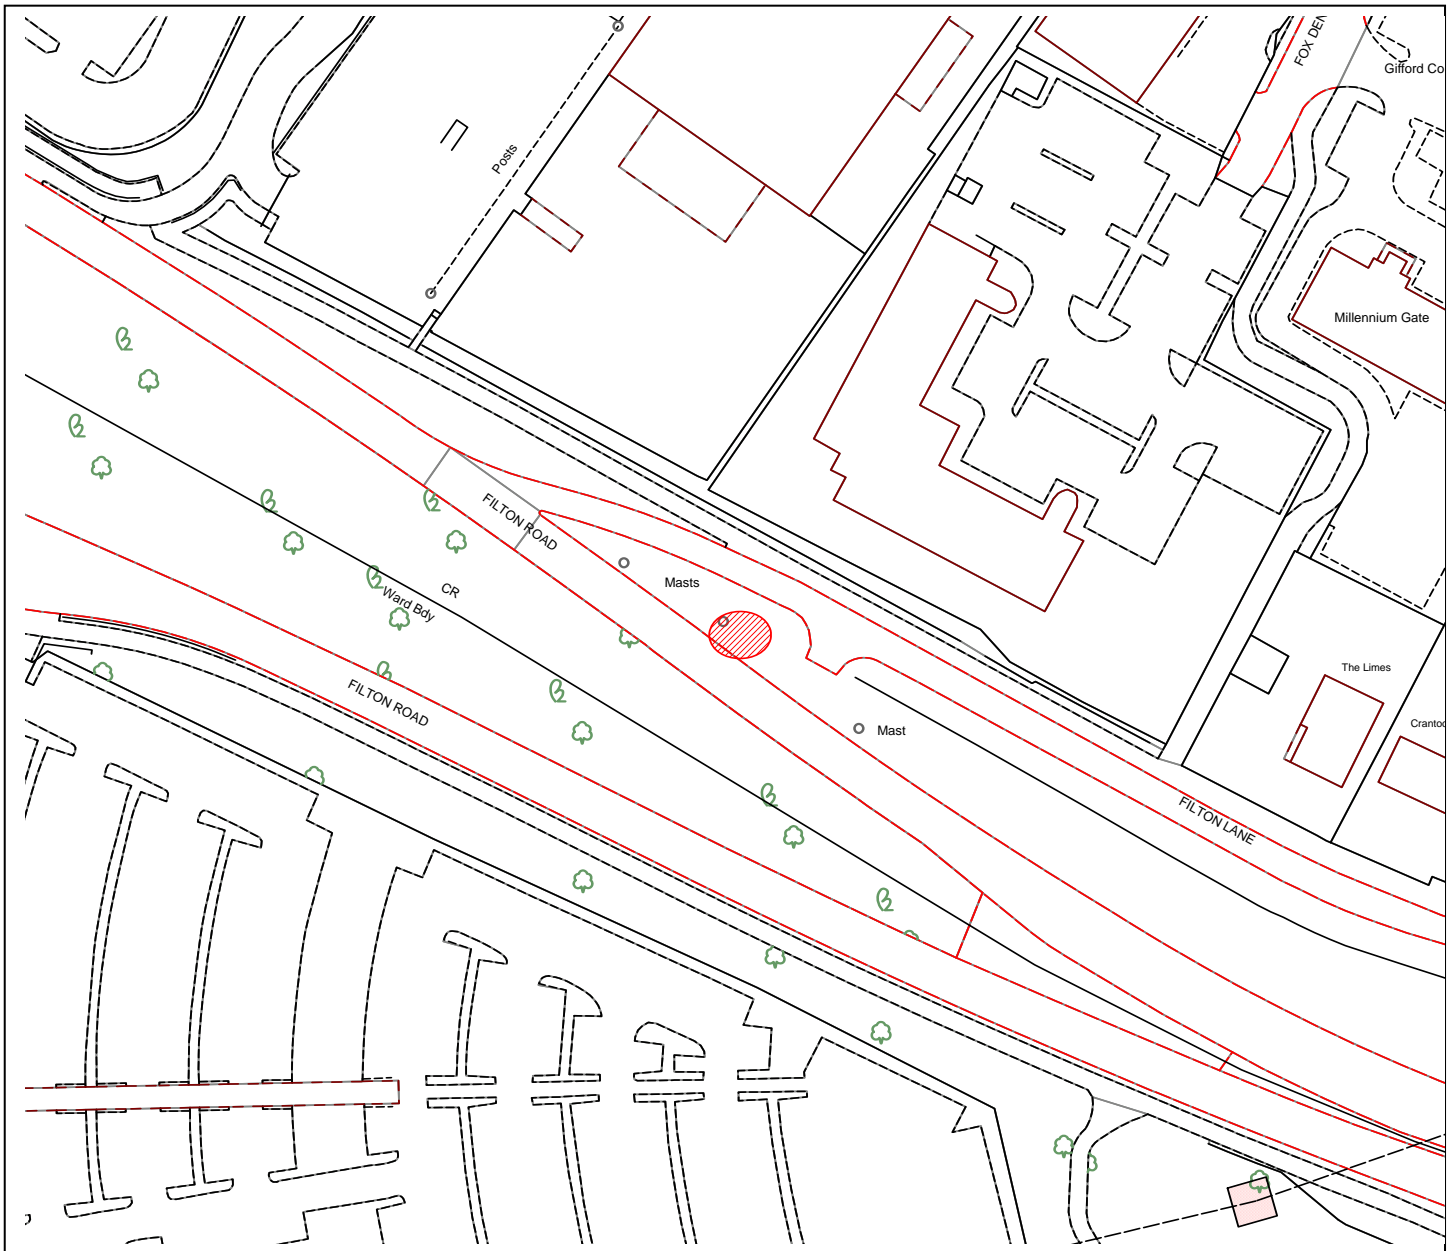 FOX DEN
Gifford Co
Posts
Millennium Gate
FILTON ROAD
Masts
CR
Ward Bdy
The Limes
FILTON ROAD
Mast
Crantoc
FILTON LANE